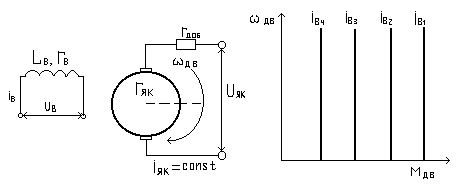 Lв, rв
iв
Uв
rдоб
ωдв
rяк
Uяк
iяк=const
ωдв
iв4
iв3
iв2
iв1
Mдв